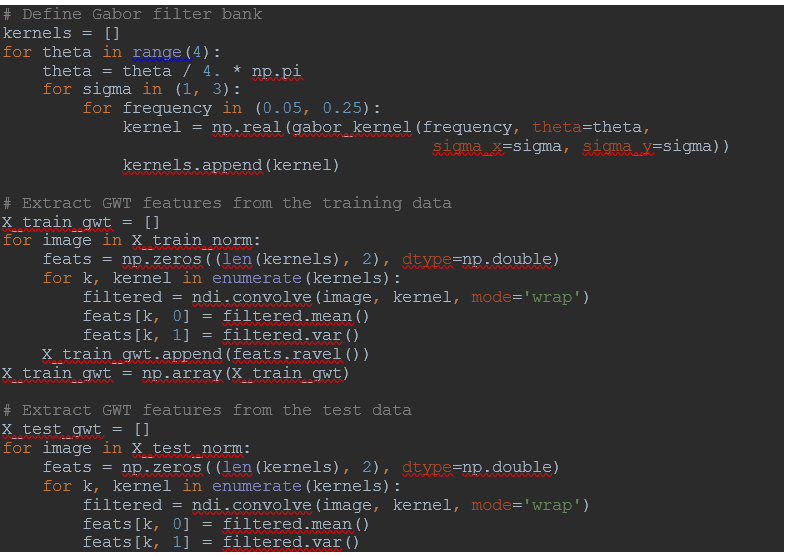 # Define Gabor filter bank
kernels = []
for theta in range(4):
    theta = theta / 4. * np.pi
    for sigma in (1, 3):
        for frequency in (0.05, 0.25):
            kernel = np.real(gabor_kernel(frequency, theta=theta,
                                          sigma_x=sigma, sigma_y=sigma))
            kernels.append(kernel)

# Extract GWT features from the training data
X_train_gwt = []
for image in X_train_norm:
    feats = np.zeros((len(kernels), 2), dtype=np.double)
    for k, kernel in enumerate(kernels):
        filtered = ndi.convolve(image, kernel, mode='wrap')
        feats[k, 0] = filtered.mean()
        feats[k, 1] = filtered.var()
    X_train_gwt.append(feats.ravel())
X_train_gwt = np.array(X_train_gwt)

# Extract GWT features from the test data
X_test_gwt = []
for image in X_test_norm:
    feats = np.zeros((len(kernels), 2), dtype=np.double)
    for k, kernel in enumerate(kernels):
        filtered = ndi.convolve(image, kernel, mode='wrap')
        feats[k, 0] = filtered.mean()
        feats[k, 1] = filtered.var()